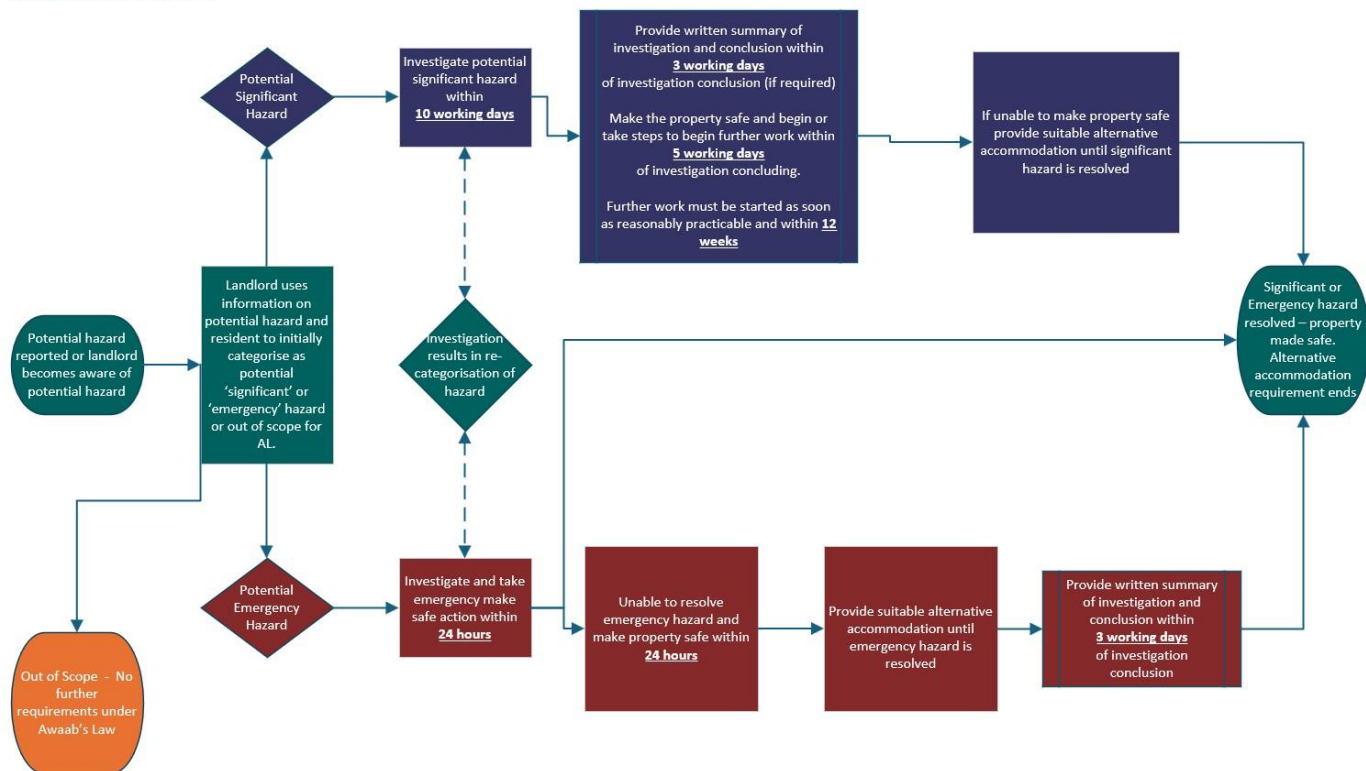 Potential
Significant
Hazard
Investigate potential
significant hazard
within
10 working days
Provide written summary of
investigation and conclusion within
3 working days
of investigation conclusion (if required)
Make the property safe and begin or
take steps to begin further work within
5 working days
of investigation concluding.
Further work must be started as soon
as reasonably practicable and within 12
weeks
If unable to make property safe
provide suitable alternative
accommodation until significant
hazard is resolved
Potential hazard
reported or landlord
becomes aware of
potential hazard
Landlord uses
information on
potential hazard and
resident to initially
categorise as
potential
‘significant’ or
‘emergency’ hazard
or out of scope for
AL.
Investigation
results in re-
categorisation of
hazard
Significant or
Emergency hazard
resolved – property
made safe.
Alternative
accommodation
requirement ends
Potential
Emergency
Hazard
Investigate and take
emergency make
safe action within
24 hours
Unable to resolve
emergency hazard and
make property safe within
24 hours
Provide suitable alternative
accommodation until
emergency hazard is
resolved
Provide written summary
of investigation and
conclusion within
3 working days
of investigation
conclusion
Out of Scope - No
further
requirements under
Awaab’s Law